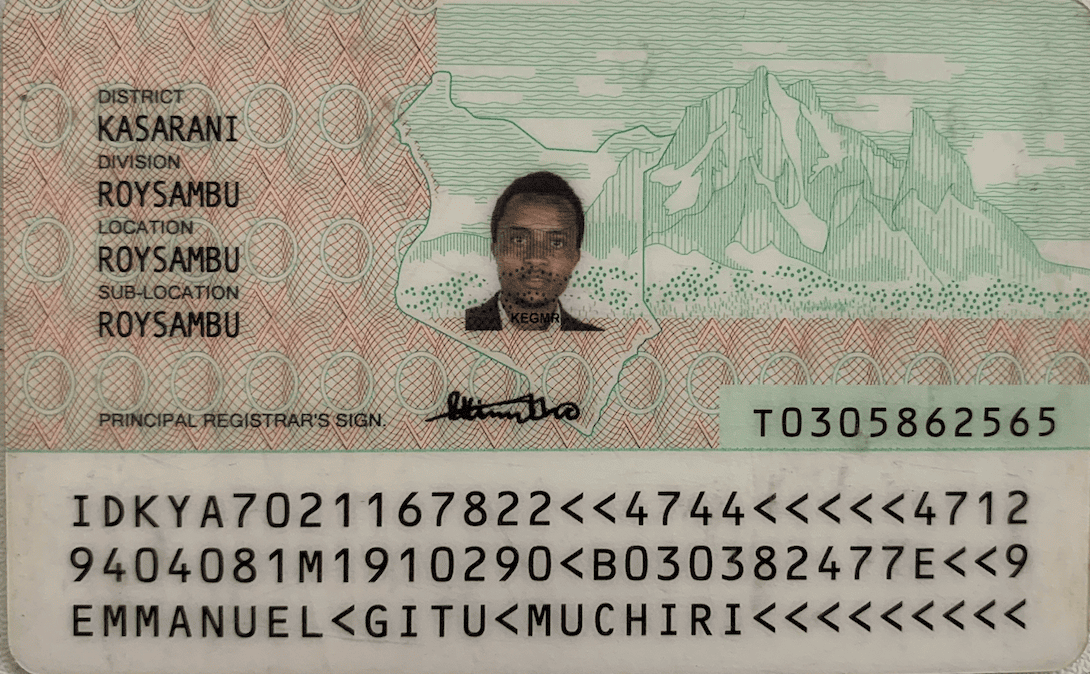 DISTRICT
KASARANI
DIVISION
ROYSAMBU
LOCATION
ROYSAMBU
SUB-LOCATION
ROYSAMBU
KEGMR
PRINCIPAL REGISTRAR'S SIGN.
T0305862565
IDKYA7021167822<<4744<<<<<4712
9404081M1910290<B030382477E<<9
EMMANUEL<GITU<MUCHIRI<<<<<<<<<